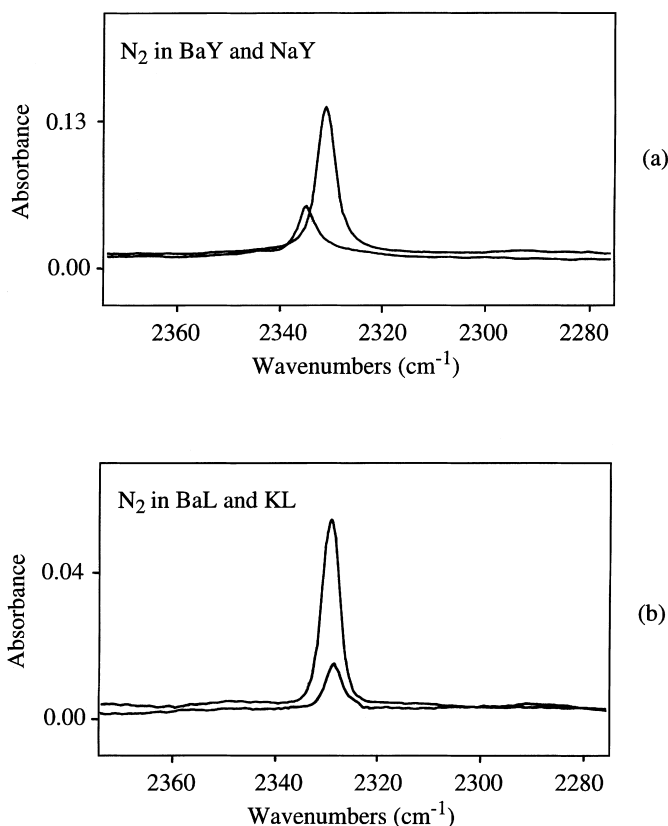 N2 in BaY and NaY
0.13
Absorbance
(a)
0.00
2360 2340 2320 2300 2280
Wavenumbers (cm-1)
N2 in BaL and KL
0.04
Absorbance
(b)
0.00
2360 2340 2320 2300 2280
Wavenumbers (cm-1)